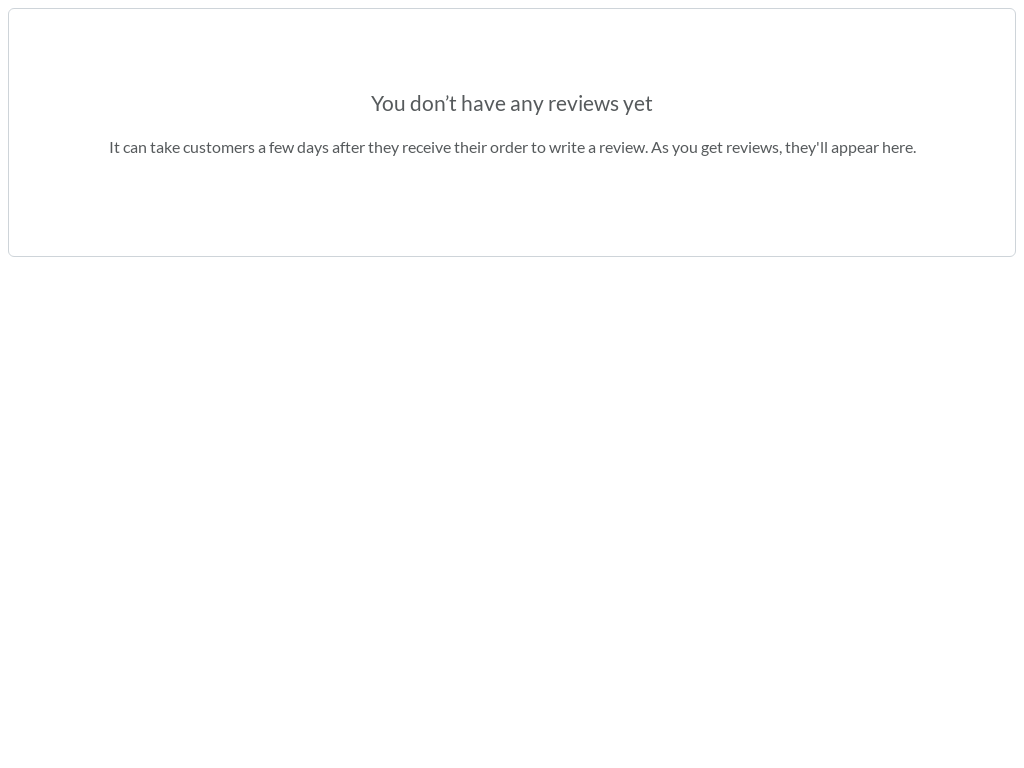 You don’t have any reviews yet
It can take customers a few days after they receive their order to write a review. As you get reviews, they'll appear here.